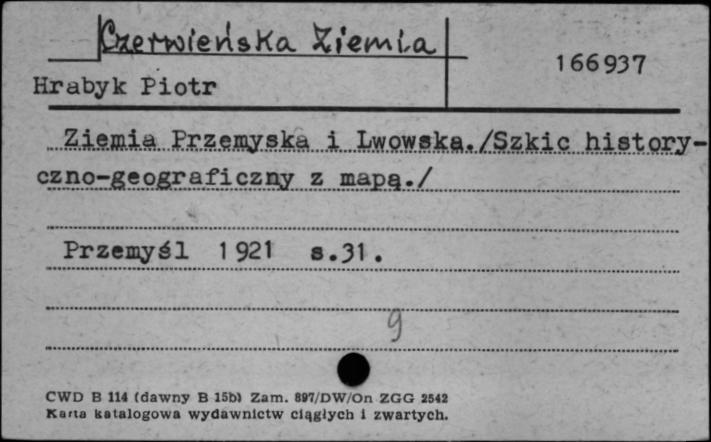 Czerwieńska Ziemia
166937
Hrabyk Piotr
Ziemia Przemyska i Lwowska./Szkic history-
czno-geograficzny z mapą./
Przemyśl 1921 s.31.
9
CWD B 114 (dawny B 15b) Zam. 897/DW/On ZGG 2542
Karta katalogowa wydawnictw ciągłych i zwartych.